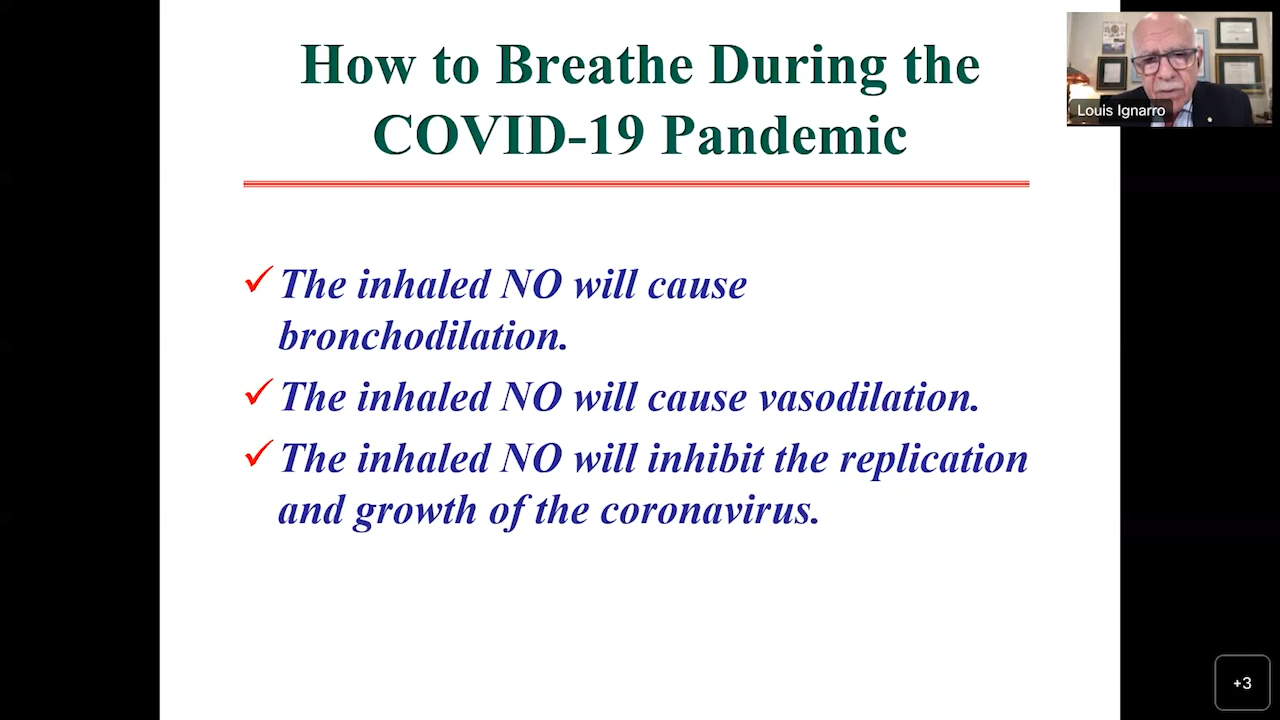 How to Breathe During the
COVID-19 Pandemic
The inhaled NO will cause
bronchodilation.
The inhaled NO will cause vasodilation.
The inhaled NO will inhibit the replication
and growth of the coronavirus.
Louis Ignarro
+3